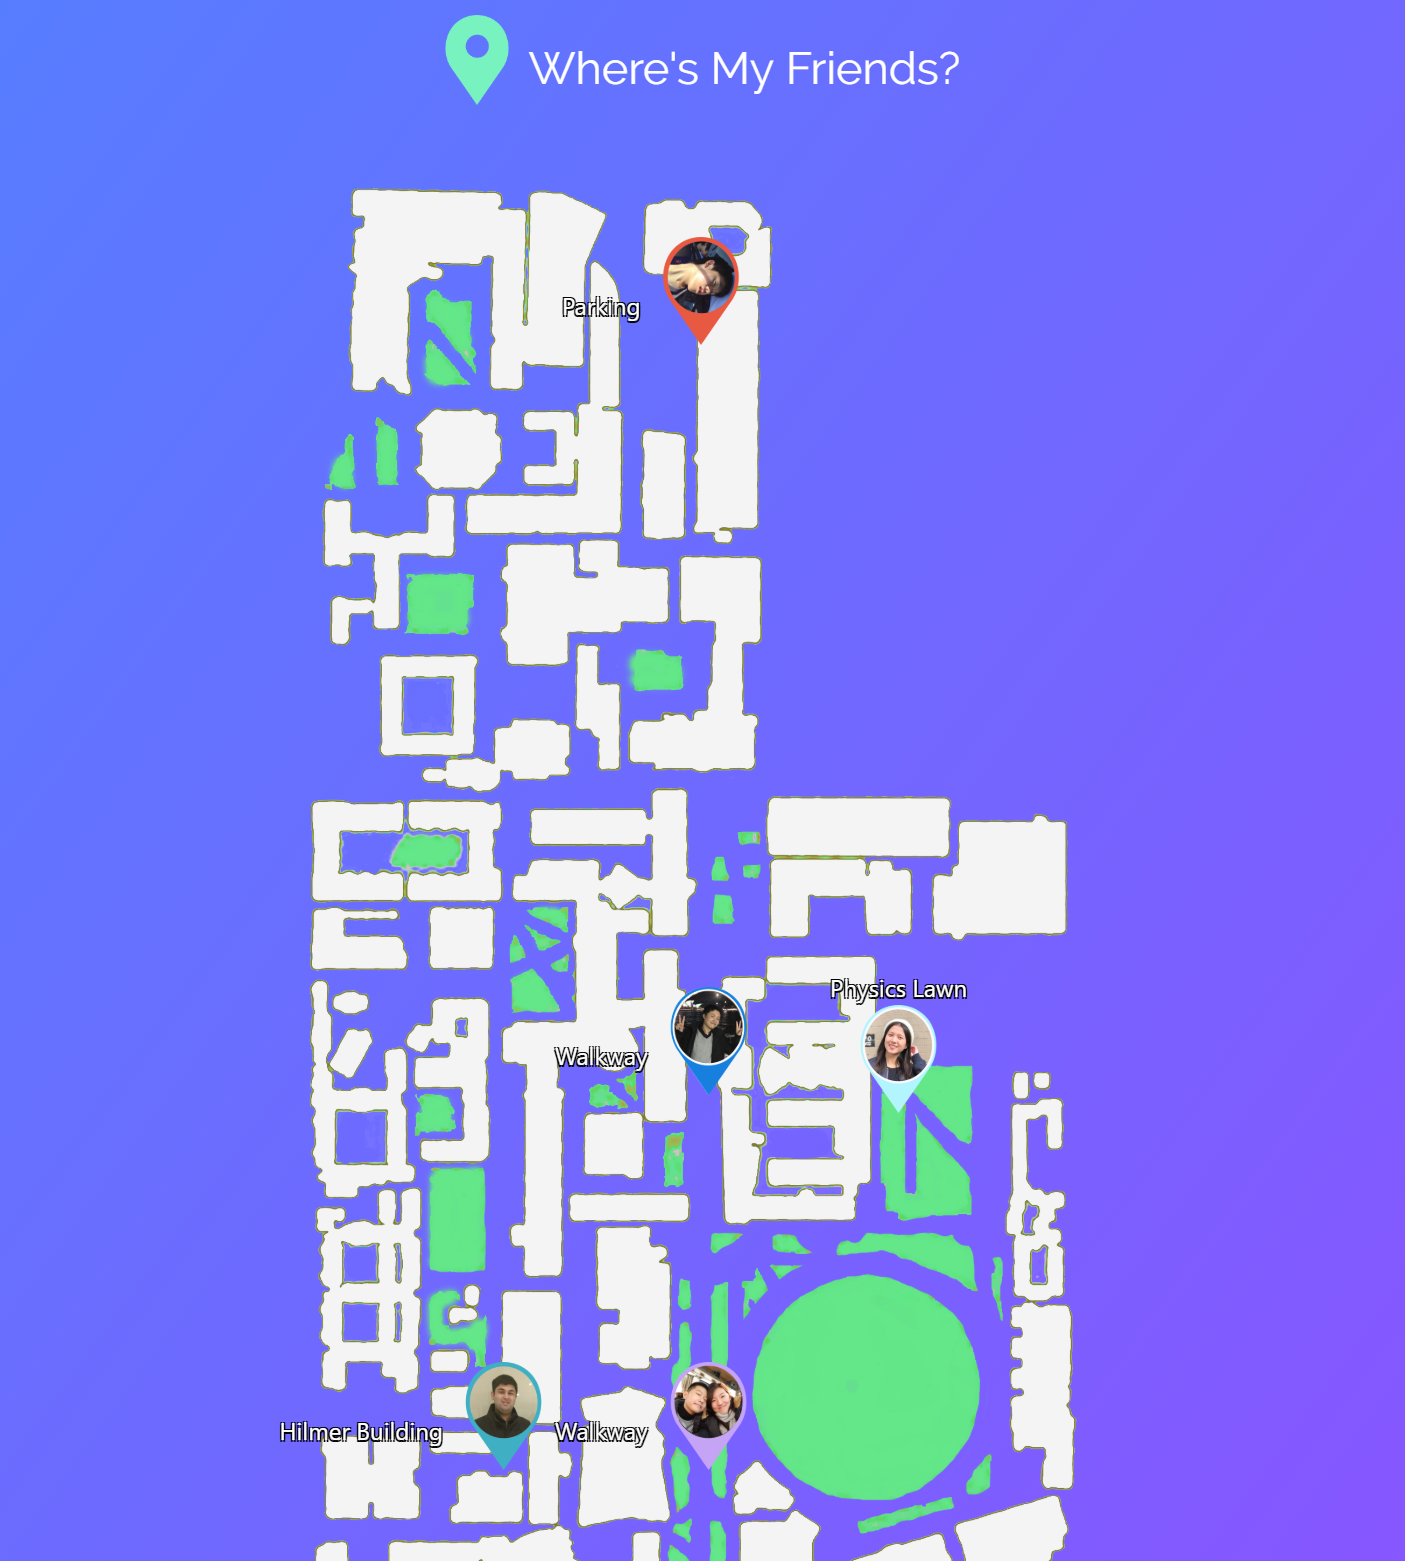 Where's My Friends?
Parking
Physics Lawn
Walkway
Hilmer Building
Walkway